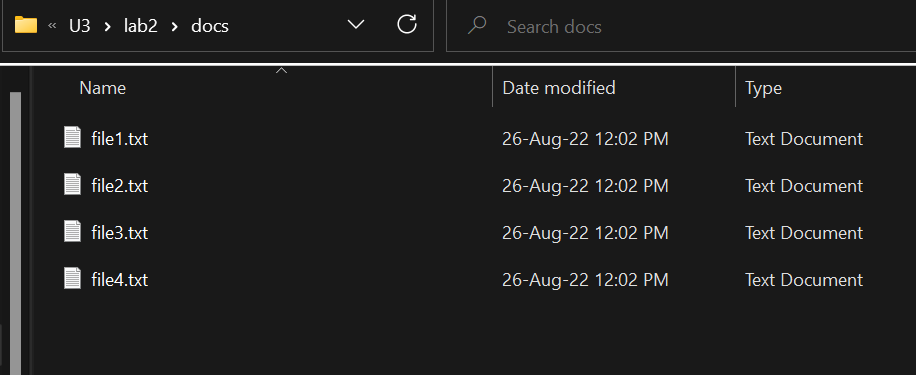 « U3 > lab2 > docs Search docs
Name Date modified Type
file1.txt 26-Aug-22 12:02 PM Text Document
file2.txt 26-Aug-22 12:02 PM Text Document
file3.txt 26-Aug-22 12:02 PM Text Document
file4.txt 26-Aug-22 12:02 PM Text Document